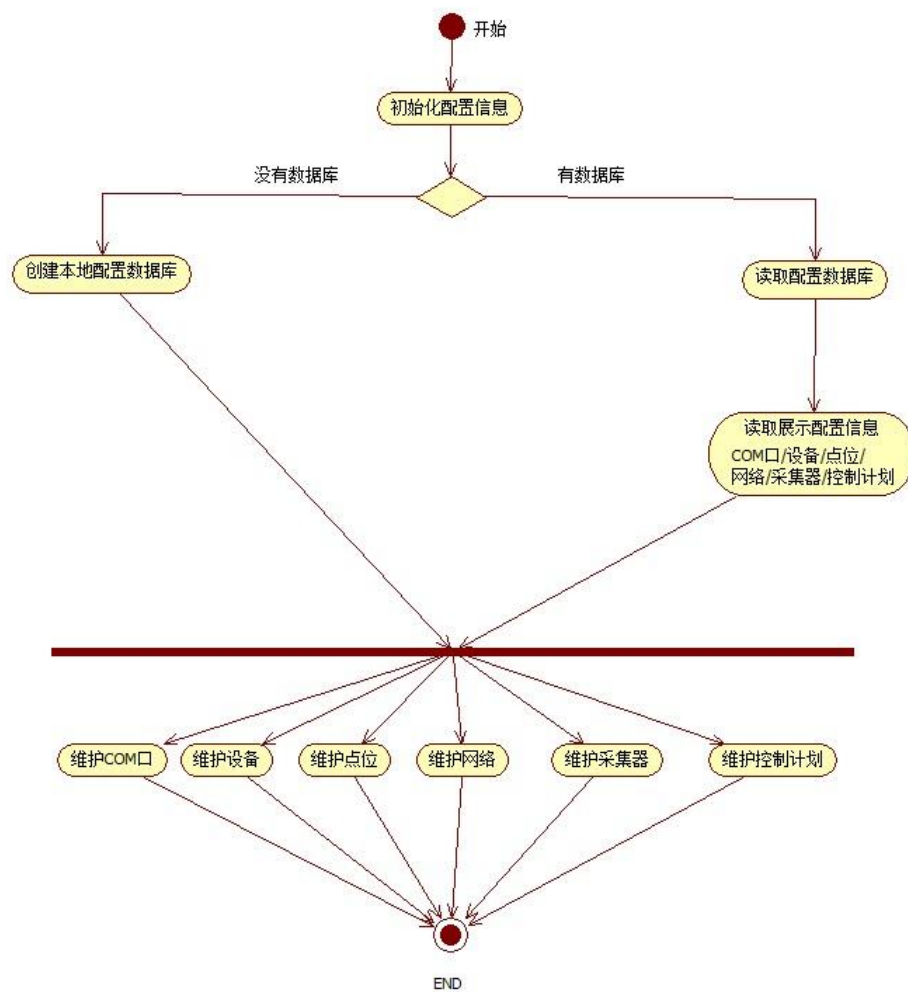 开始
初始化配置信息
没有数据库
有数据库
创建本地配置数据库
读取配置数据库
读取展示配置信息
COM口/设备/点位/
网络/采集器/控制计划
维护COM口
维护设备
维护点位
维护网络
维护采集器
维护控制计划
END